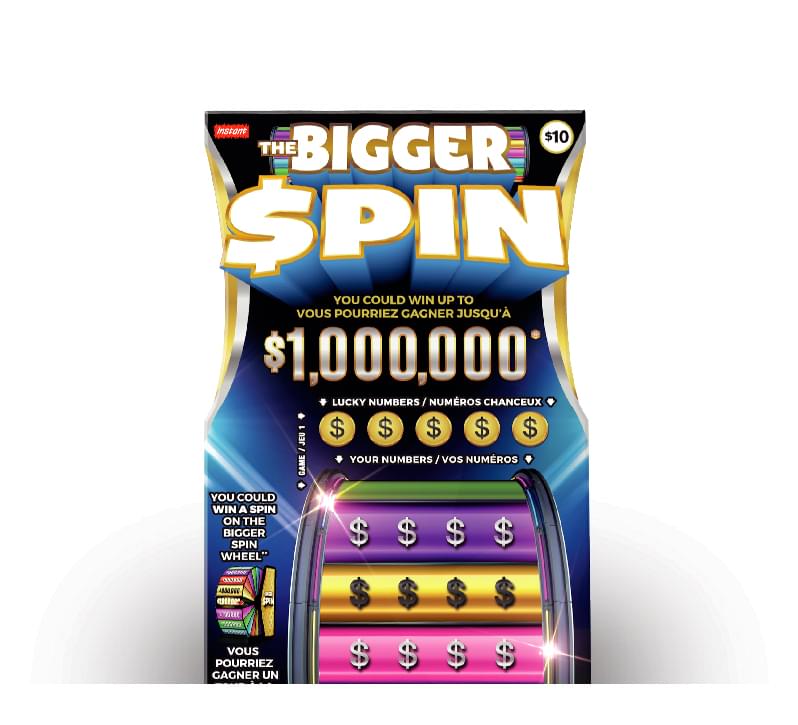 instant
$10
THE BIGGER
$PIN
YOU COULD WIN UP TO
VOUS POURRIEZ GAGNER JUSQU'À
$1,000,000*
LUCKY NUMBERS / NUMÉROS CHANCEUX
$ $ $ $ $
GAME / JEU 1
YOUR NUMBERS / VOS NUMÉROS
$ $ $ $
$ $ $ $
$ $ $ $
YOU COULD
WIN A SPIN
ON THE
BIGGER
SPIN
WHEEL**
VOUS
POURRIEZ
GAGNER UN